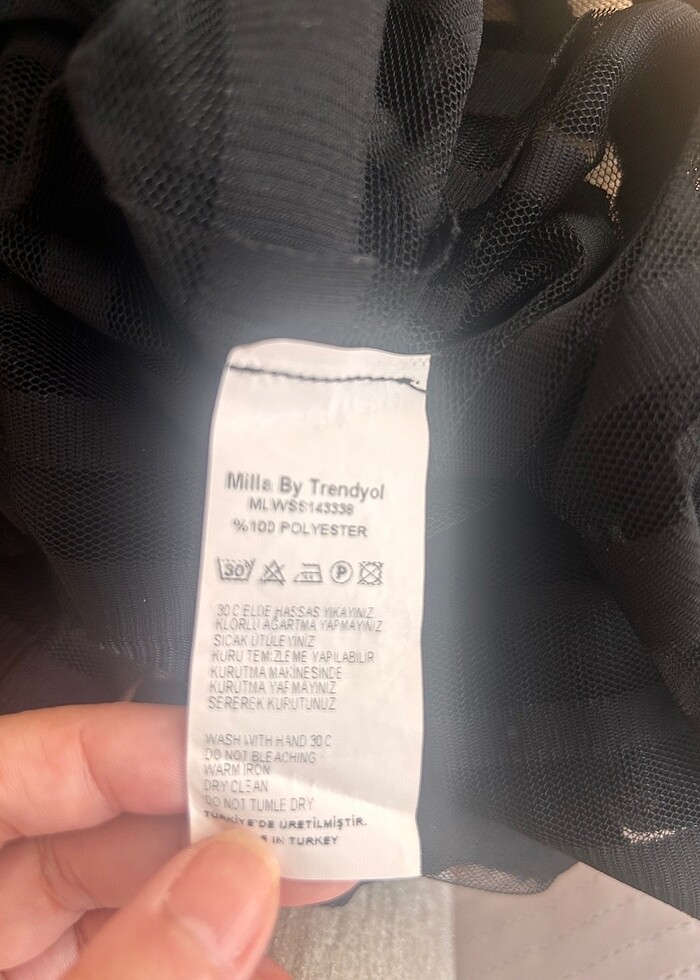 Milla By Trendyol
MLWSS143338
%100 POLYESTER
30 P
30 C ELDE HASSAS YIKAYINIZ
KLORLU AĞARTMA YAPMAYINIZ
SICAK ÜTÜLEYİNİZ
KURU TEMİZLEME YAPILABİLİR
KURUTMA MAKİNESİNDE
KURUTMA YAPMAYINIZ
SEREREK KURUTUNUZ
WASH WITH HAND 30 C
DO NOT BLEACHING
WARM IRON
DRY CLEAN
DO NOT TUMLE DRY
TÜRKİYE'DE ÜRETİLMİŞTİR.
IN TURKEY